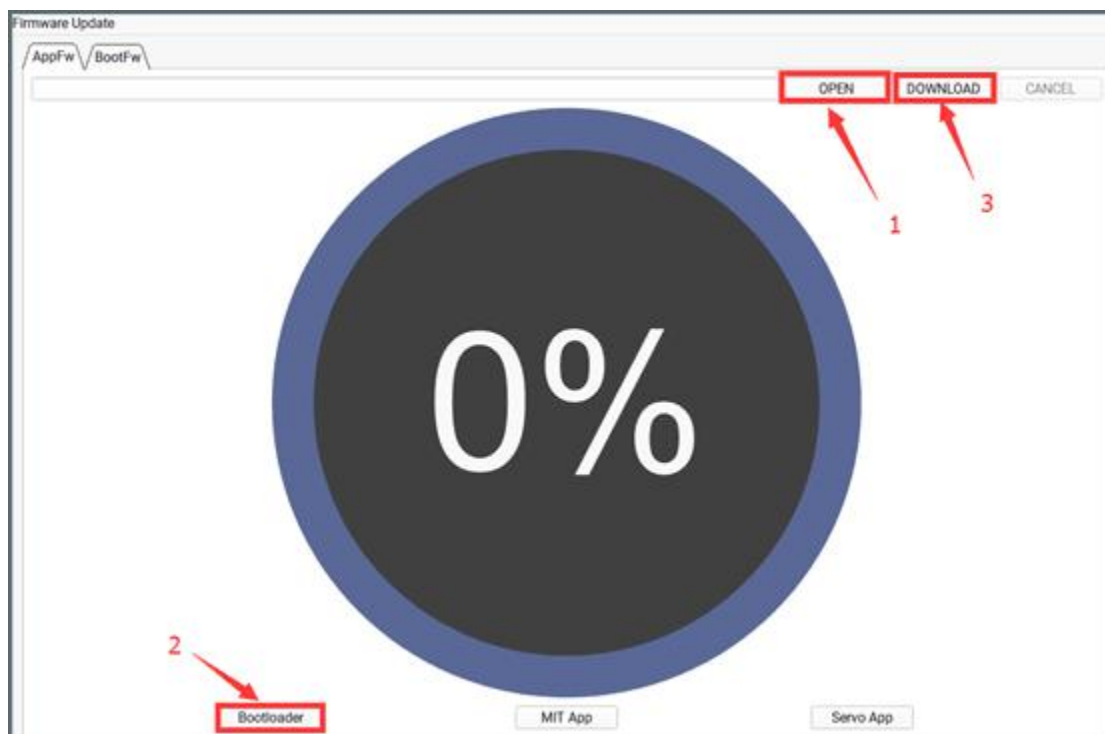 Firmware Update
AppFw BootFw
OPEN DOWNLOAD CANCEL
1
3
0%
2
Bootloader MIT App Servo App